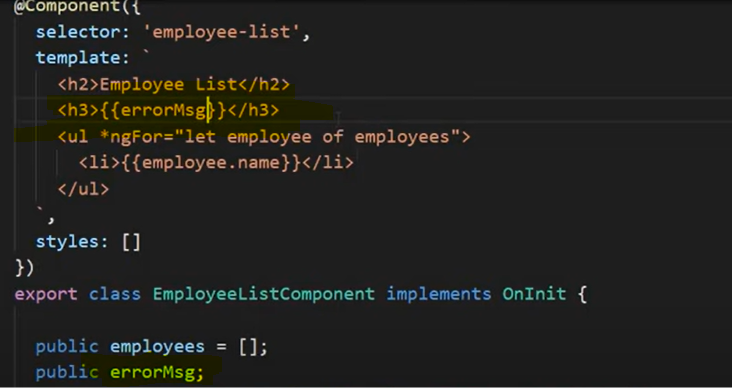 @Component({
selector: 'employee-list',
template: `
<h2>Employee List</h2>
<h3>{{errorMsg}}</h3>
<ul *ngFor="let employee of employees">
<li>{{employee.name}}</li>
</ul>
`,
styles: []
})
export class EmployeeListComponent implements OnInit {
public employees = [];
public errorMsg;